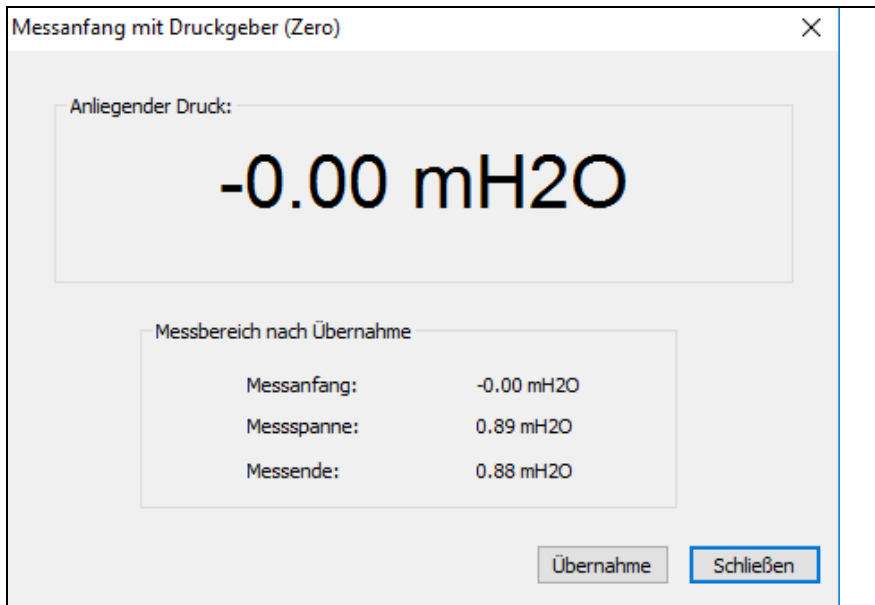 Messanfang mit Druckgeber (Zero)
Anliegender Druck:
-0.00 mH2O
Messbereich nach Übernahme
Messanfang: -0.00 mH2O
Messspanne: 0.89 mH2O
Messende: 0.88 mH2O
Übernahme Schließen